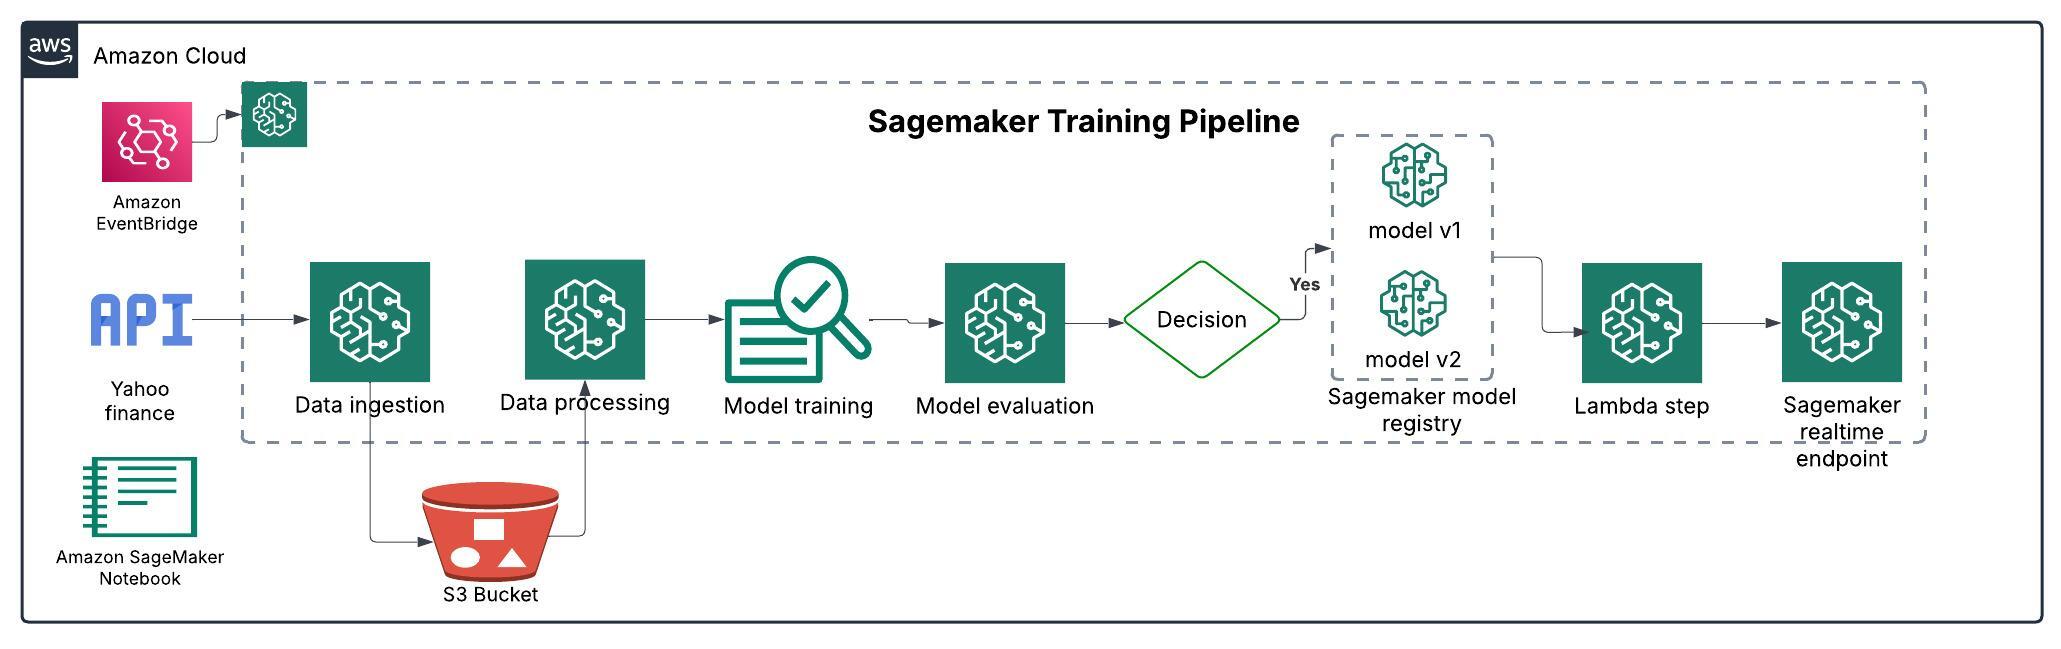 aws
Amazon Cloud
Sagemaker Training Pipeline
Amazon
EventBridge
model v1
Yes
API
Decision
model v2
Yahoo
finance
Data ingestion
Data processing
Model training
Model evaluation
Sagemaker model
registry
Lambda step
Sagemaker
realtime
endpoint
Amazon SageMaker
Notebook
S3 Bucket